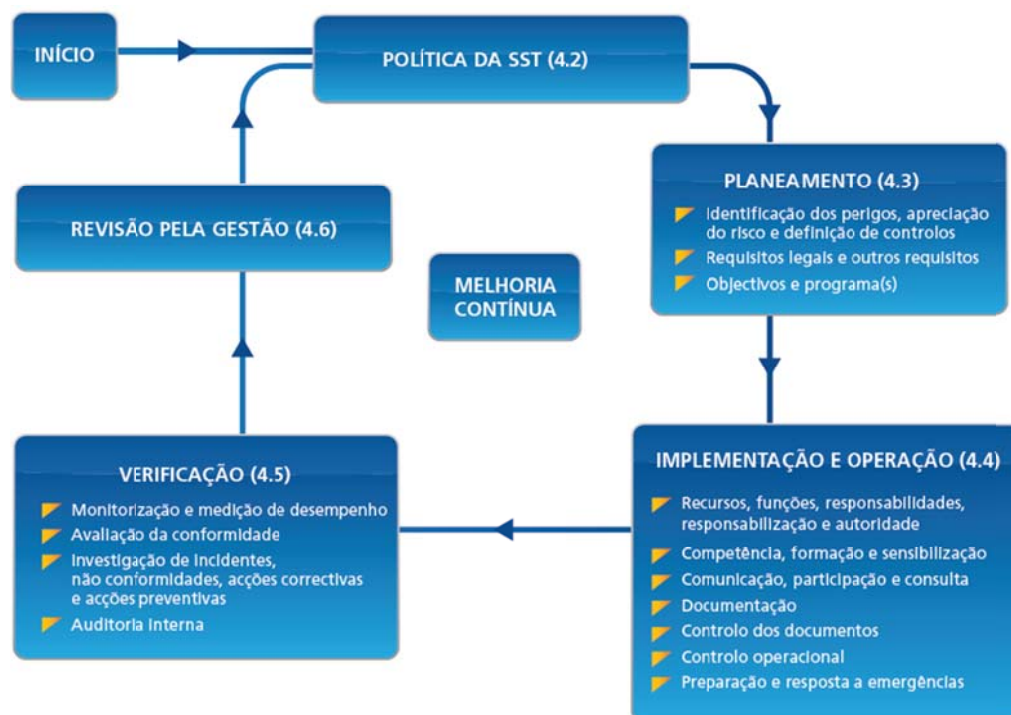 INÍCIO
POLÍTICA DA SST (4.2)
PLANEAMENTO (4.3)
Identificação dos perigos, apreciação
do risco e definição de controlos
Requisitos legais e outros requisitos
Objectivos e programa(s)
REVISÃO PELA GESTÃO (4.6)
MELHORIA
CONTÍNUA
IMPLEMENTAÇÃO E OPERAÇÃO (4.4)
Recursos, funções, responsabilidades,
responsabilização e autoridade
Competência, formação e sensibilização
Comunicação, participação e consulta
Documentação
Controlo dos documentos
Controlo operacional
Preparação e resposta a emergências
VERIFICAÇÃO (4.5)
Monitorização e medição de desempenho
Avaliação da conformidade
Investigação de incidentes,
não conformidades, acções correctivas
e acções preventivas
Auditoria interna